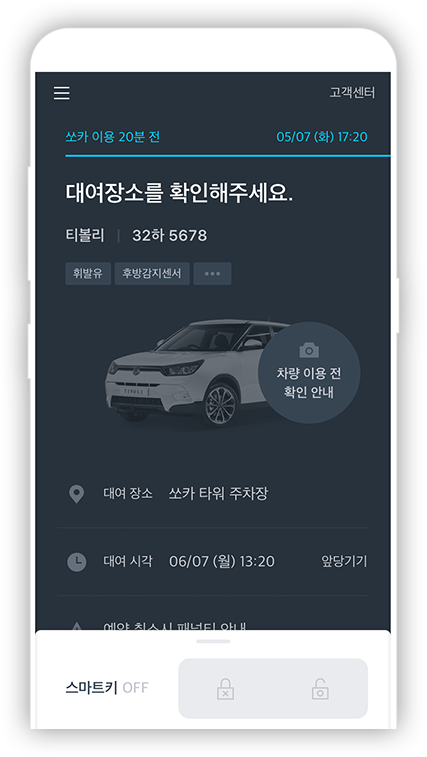 고객센터
쏘카 이용 20분 전 05/07 (화) 17:20
대여장소를 확인해주세요.
티볼리 | 32하 5678
휘발유 후방감지센서 •••
차량 이용 전
확인 안내
TIVOLI
대여 장소 쏘카 타워 주차장
대여 시각 06/07 (월) 13:20 앞당기기
예약 취소시 패널티 안내
스마트키 OFF